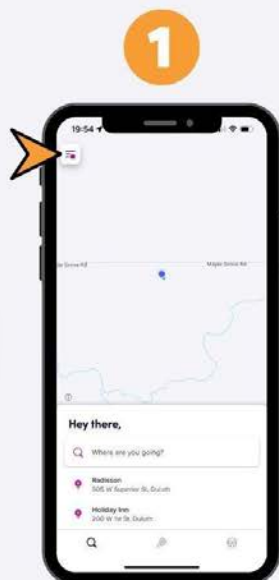 1
19:54
Maple Grove Rd
Hey there,
Where are you going?
Radisson
505 W Superior St, Duluth
Holiday Inn
200 W 1st St, Duluth